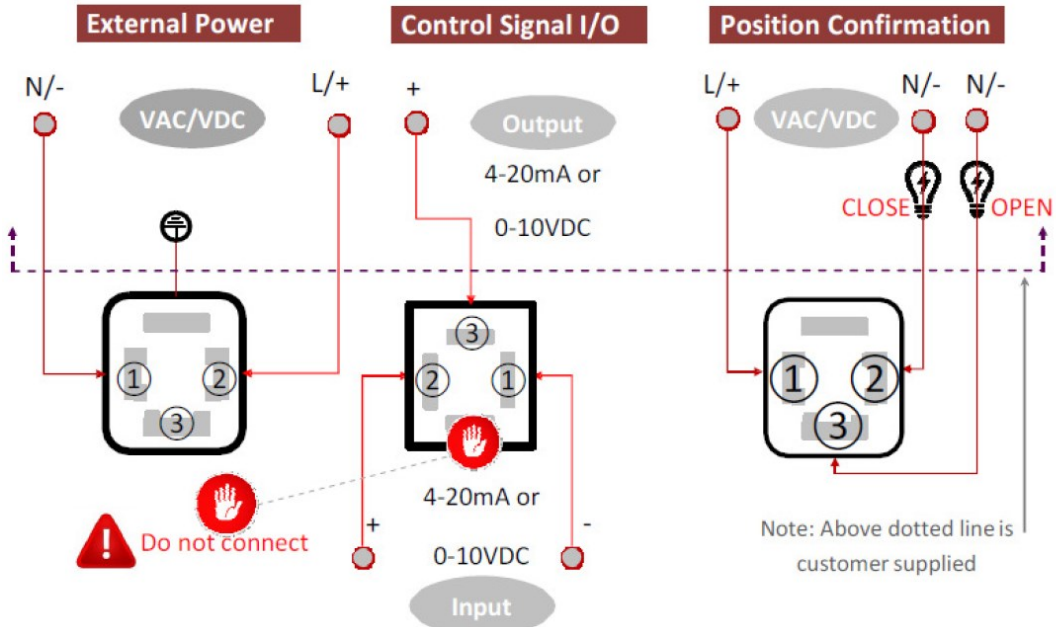 External Power
Control Signal I/O
Position Confirmation
N/-
L/+
+
L/+
N/-
N/-
VAC/VDC
Output
VAC/VDC
4-20mA or
0-10VDC
CLOSE
OPEN
1
2
3
3
2
1
1
2
3
4-20mA or
+
-
0-10VDC
Input
! Do not connect
Note: Above dotted line is
customer supplied